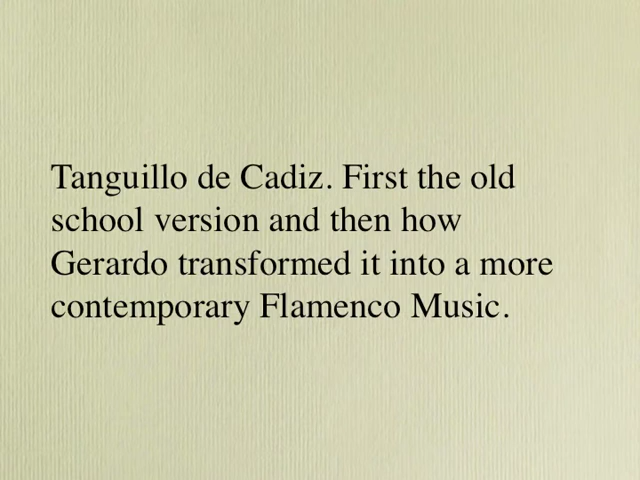 Tanguillo de Cadiz. First the old
school version and then how
Gerardo transformed it into a more
contemporary Flamenco Music.